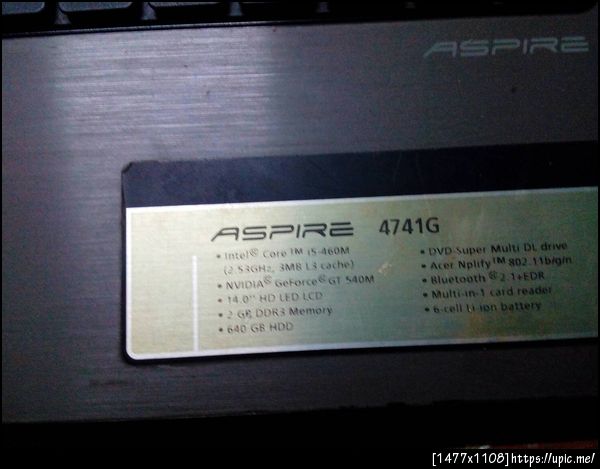 ASPIRE
ASPIRE 4741G
• Intel® Core™ i5-460M
(2.53GHz, 3MB L3 cache)
• NVIDIA® GeForce® GT 540M
• 14.0" HD LED LCD
• 2 GB DDR3 Memory
• 640 GB HDD
• DVD-Super Multi DL drive
• Acer Nplify™ 802.11b/g/n
• Bluetooth® 2.1+EDR
• Multi-in-1 card reader
• 6-cell Li-ion battery
[1477x1108]https://upic.me/